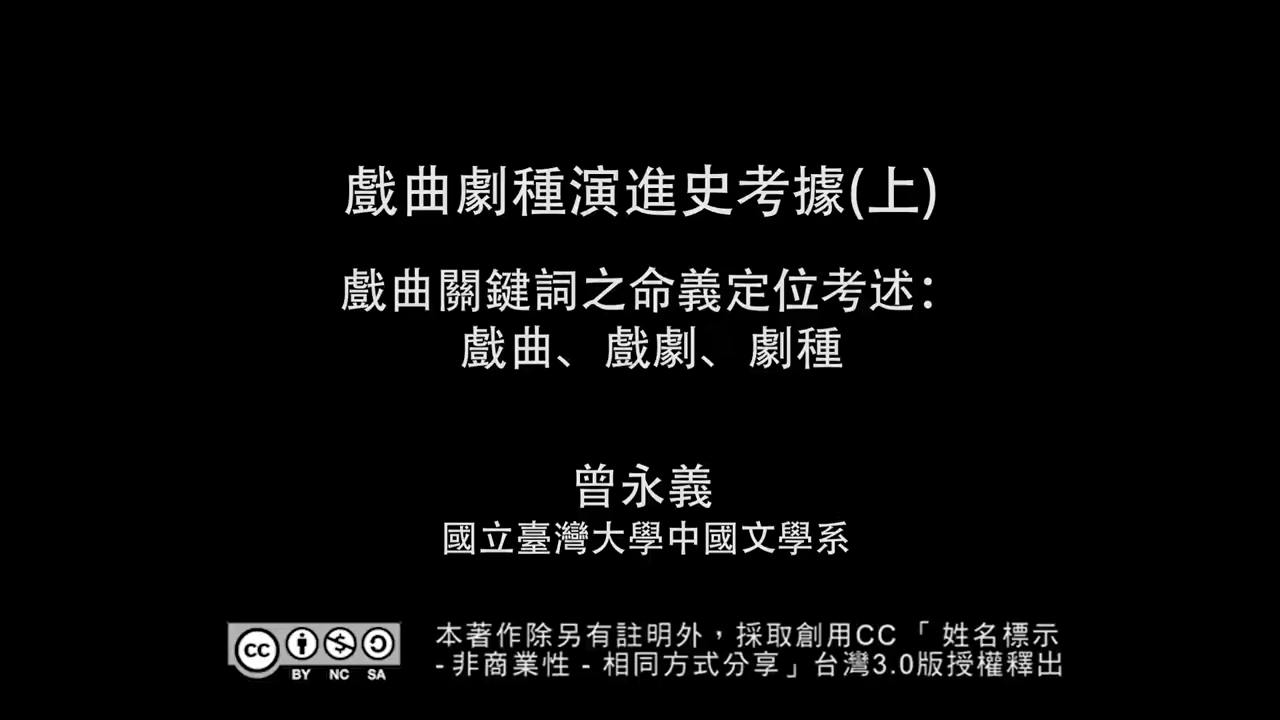 戲曲劇種演進史考據(上)
戲曲關鍵詞之命義定位考述：
戲曲、戲劇、劇種
曾永義
國立臺灣大學中國文學系
本著作除另有註明外，採取創用CC「姓名標示
-非商業性-相同方式分享」台灣3.0版授權釋出
cc
BY NC SA